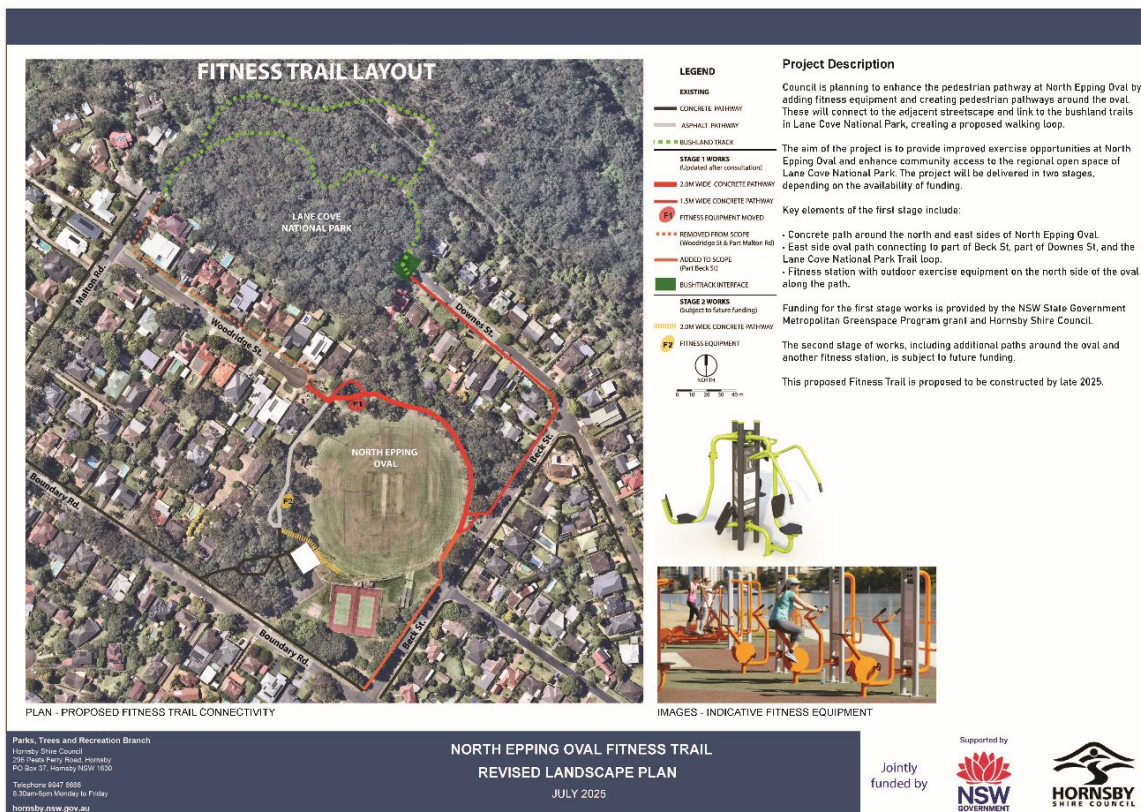 FITNESS TRAIL LAYOUT
LANE COVE
NATIONAL PARK
Malton Rd.
Woodridge St.
Downes St.
Beck St.
F1
NORTH EPPING
OVAL
F2
Boundary Rd.
Boundary Rd.
Beck St.
PLAN - PROPOSED FITNESS TRAIL CONNECTIVITY
LEGEND
EXISTING
CONCRETE PATHWAY
ASPHALT PATHWAY
BUSHLAND TRACK
STAGE 1 WORKS
(Updated after consultation)
2.0M WIDE CONCRETE PATHWAY
1.5M WIDE CONCRETE PATHWAY
F1 FITNESS EQUIPMENT MOVED
REMOVED FROM SCOPE
(Woodridge St & Part Malton Rd)
ADDED TO SCOPE
(Part Beck St)
BUSHTRACK INTERFACE
STAGE 2 WORKS
(Subject to future funding)
2.0M WIDE CONCRETE PATHWAY
F2 FITNESS EQUIPMENT
NORTH
0 10 20 30 40m
Project Description
Council is planning to enhance the pedestrian pathway at North Epping Oval by
adding fitness equipment and creating pedestrian pathways around the oval.
These will connect to the adjacent streetscape and link to the bushland trails
in Lane Cove National Park, creating a proposed walking loop.
The aim of the project is to provide improved exercise opportunities at North
Epping Oval and enhance community access to the regional open space of
Lane Cove National Park. The project will be delivered in two stages,
depending on the availability of funding.
Key elements of the first stage include:
- Concrete path around the north and east sides of North Epping Oval.
- East side oval path connecting to part of Beck St, part of Downes St, and the
Lane Cove National Park Trail loop.
- Fitness station with outdoor exercise equipment on the north side of the oval
along the path.
Funding for the first stage works is provided by the NSW State Government
Metropolitan Greenspace Program grant and Hornsby Shire Council.
The second stage of works, including additional paths around the oval and
another fitness station, is subject to future funding.
This proposed Fitness Trail is proposed to be constructed by late 2025.
IMAGES - INDICATIVE FITNESS EQUIPMENT
Parks, Trees and Recreation Branch
Hornsby Shire Council
296 Peats Ferry Road, Hornsby
PO Box 37, Hornsby NSW 1630
Telephone 9847 6666
8.30am-5pm Monday to Friday
hornsby.nsw.gov.au
NORTH EPPING OVAL FITNESS TRAIL
REVISED LANDSCAPE PLAN
JULY 2025
Jointly
funded by
Supported by
NSW
GOVERNMENT
HORNSBY
SHIRE COUNCIL